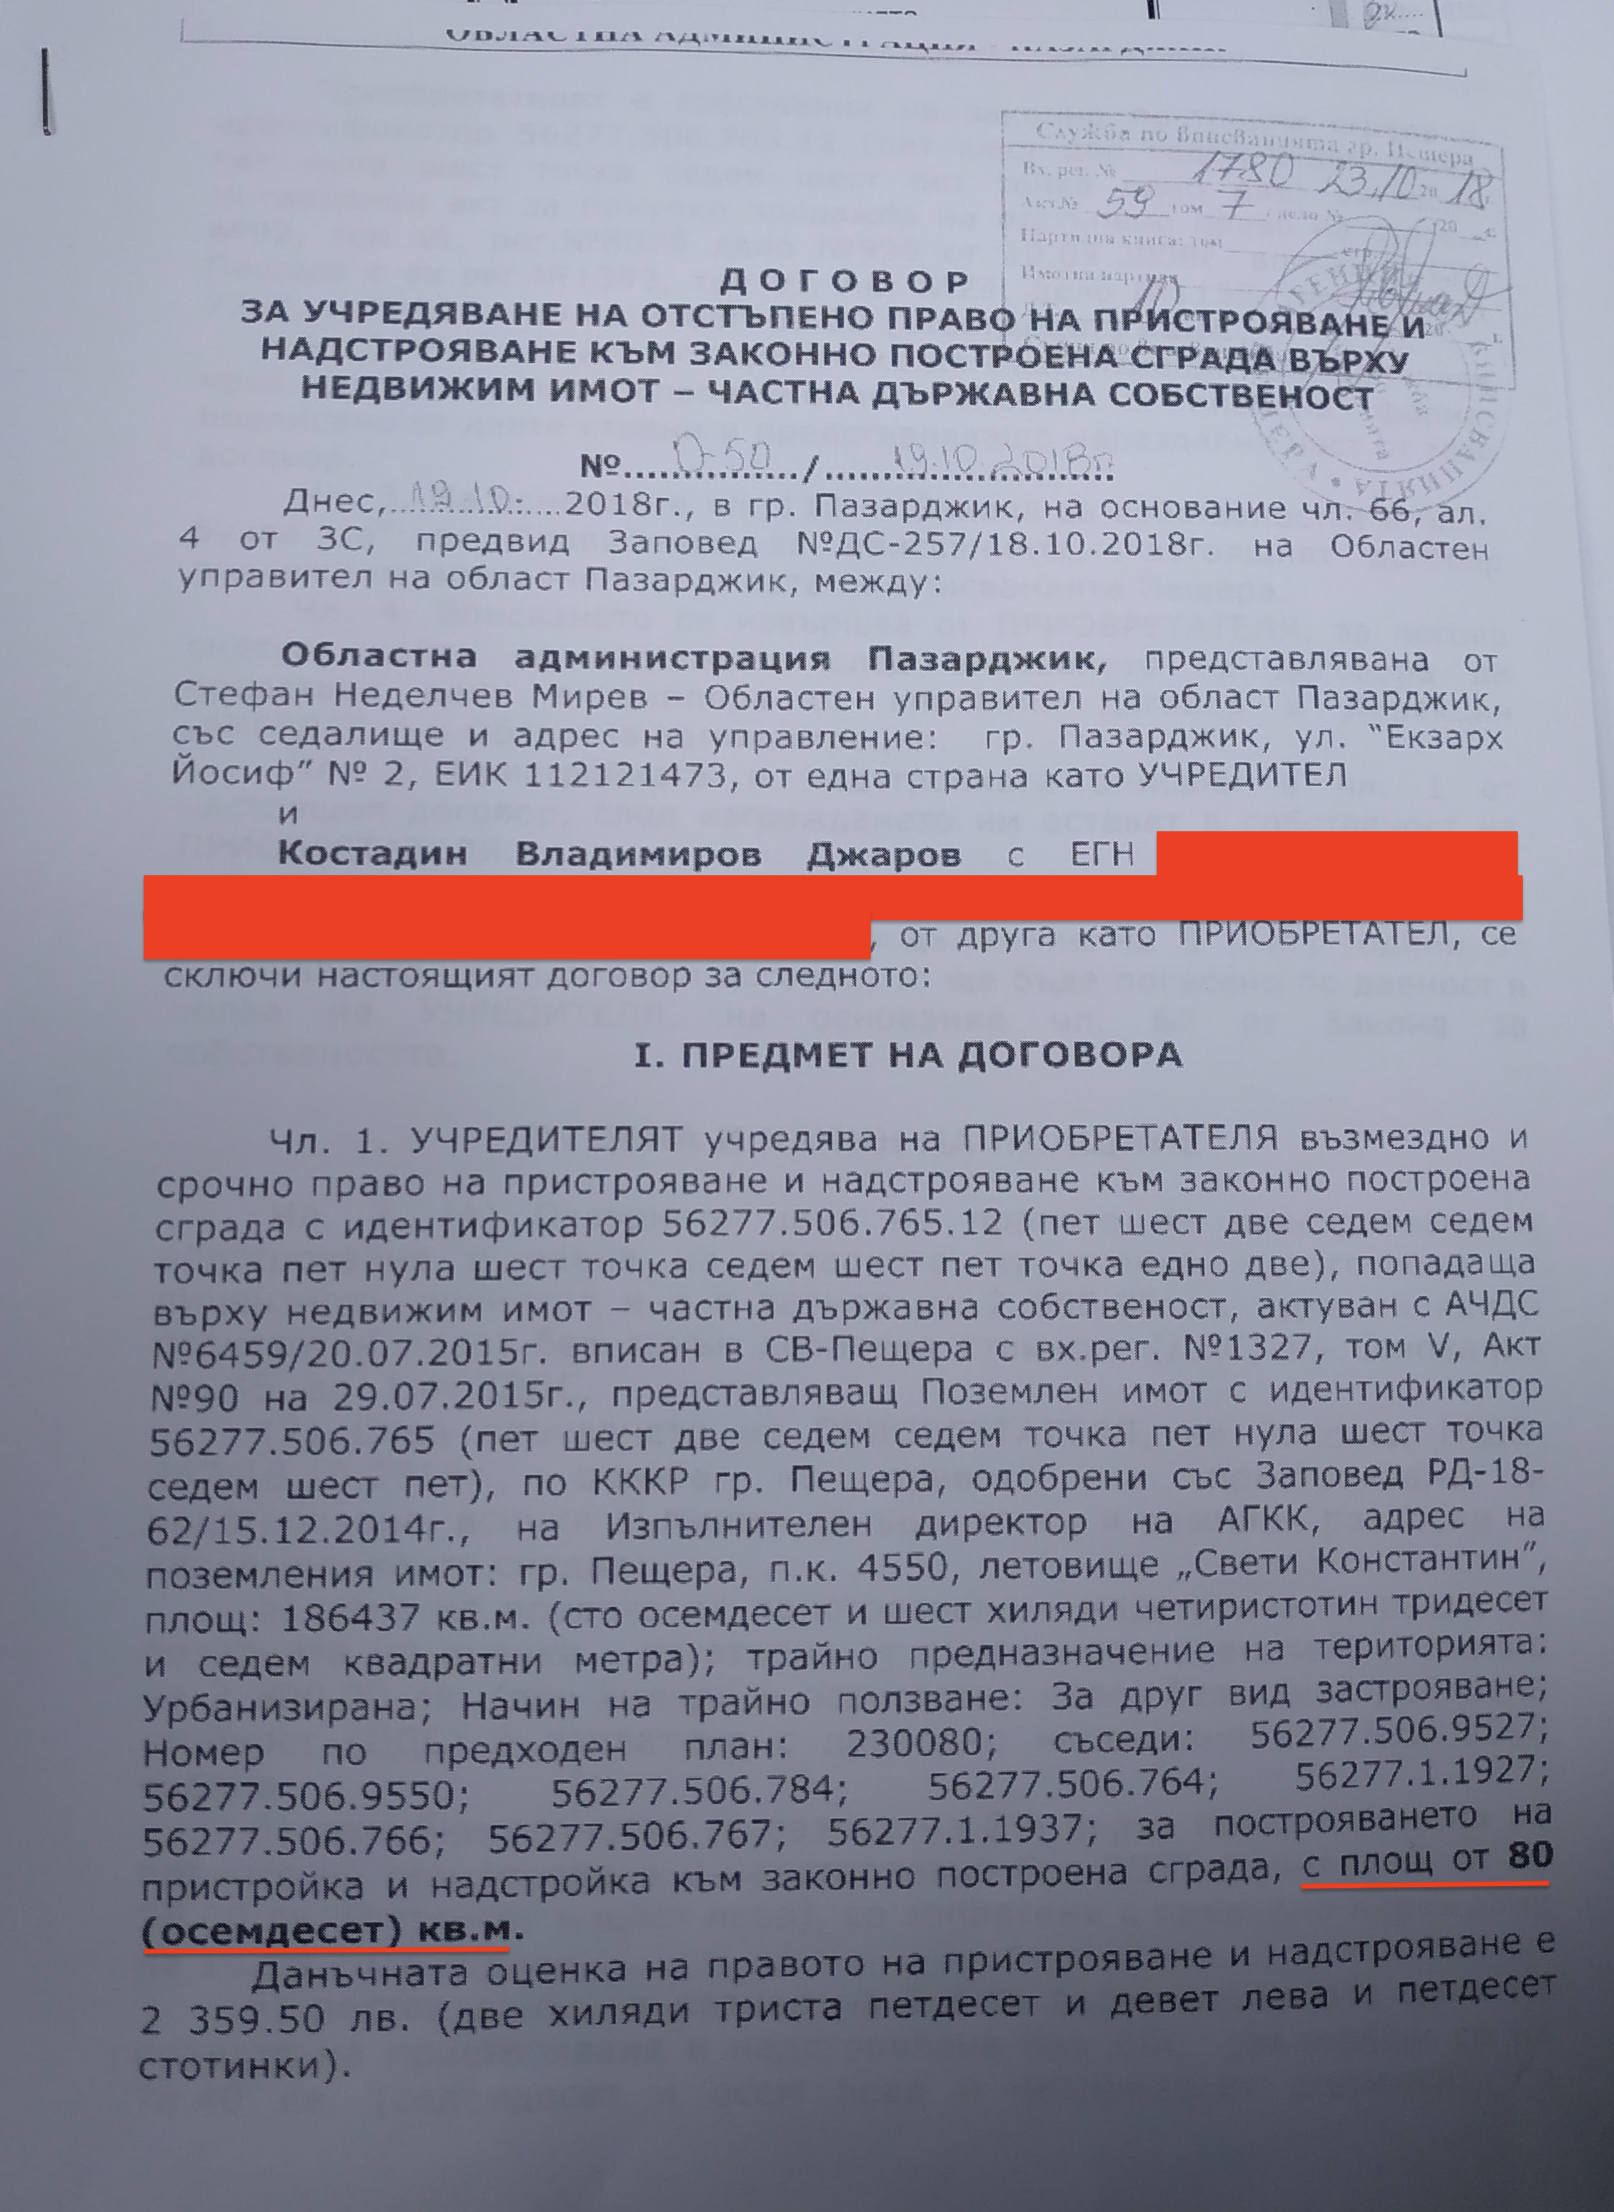 ОБЛАСТНА АДМИНИСТРАЦИЯ
Служба по вписванията гр. Пещера
Вх. рег. № 1780 23.10 2018 г.
Акт № 59 том 7, дело № 20 г.
Партидна книга: том
Имотна партида
ДОГОВОР
ЗА УЧРЕДЯВАНЕ НА ОТСТЪПЕНО ПРАВО НА ПРИСТРОЯВАНЕ И
НАДСТРОЯВАНЕ КЪМ ЗАКОННО ПОСТРОЕНА СГРАДА ВЪРХУ
НЕДВИЖИМ ИМОТ – ЧАСТНА ДЪРЖАВНА СОБСТВЕНОСТ
№....Д-50..../....19.10.2018г....
Днес,..19.10.....2018г., в гр. Пазарджик, на основание чл. 66, ал.
4 от ЗС, предвид Заповед №ДС-257/18.10.2018г. на Областен
управител на област Пазарджик, между:
Областна администрация Пазарджик, представлявана от
Стефан Неделчев Мирев – Областен управител на област Пазарджик,
със седалище и адрес на управление: гр. Пазарджик, ул. “Екзарх
Йосиф” № 2, ЕИК 112121473, от една страна като УЧРЕДИТЕЛ
и
Костадин Владимиров Джаров с ЕГН
, от друга като ПРИОБРЕТАТЕЛ, се
сключи настоящият договор за следното:
I. ПРЕДМЕТ НА ДОГОВОРА
Чл. 1. УЧРЕДИТЕЛЯТ учредява на ПРИОБРЕТАТЕЛЯ възмездно и
срочно право на пристрояване и надстрояване към законно построена
сграда с идентификатор 56277.506.765.12 (пет шест две седем седем
точка пет нула шест точка седем шест пет точка едно две), попадаща
върху недвижим имот – частна държавна собственост, актуван с АЧДС
№6459/20.07.2015г. вписан в СВ-Пещера с вх.рег. №1327, том V, Акт
№90 на 29.07.2015г., представляващ Поземлен имот с идентификатор
56277.506.765 (пет шест две седем седем точка пет нула шест точка
седем шест пет), по КККР гр. Пещера, одобрени със Заповед РД-18-
62/15.12.2014г., на Изпълнителен директор на АГКК, адрес на
поземления имот: гр. Пещера, п.к. 4550, летовище „Свети Константин”,
площ: 186437 кв.м. (сто осемдесет и шест хиляди четиристотин тридесет
и седем квадратни метра); трайно предназначение на територията:
Урбанизирана; Начин на трайно ползване: За друг вид застрояване;
Номер по предходен план: 230080; съседи: 56277.506.9527;
56277.506.9550; 56277.506.784; 56277.506.764; 56277.1.1927;
56277.506.766; 56277.506.767; 56277.1.1937; за построяването на
пристройка и надстройка към законно построена сграда, с площ от 80
(осемдесет) кв.м.
Данъчната оценка на правото на пристрояване и надстрояване е
2 359.50 лв. (две хиляди триста петдесет и девет лева и петдесет
стотинки).